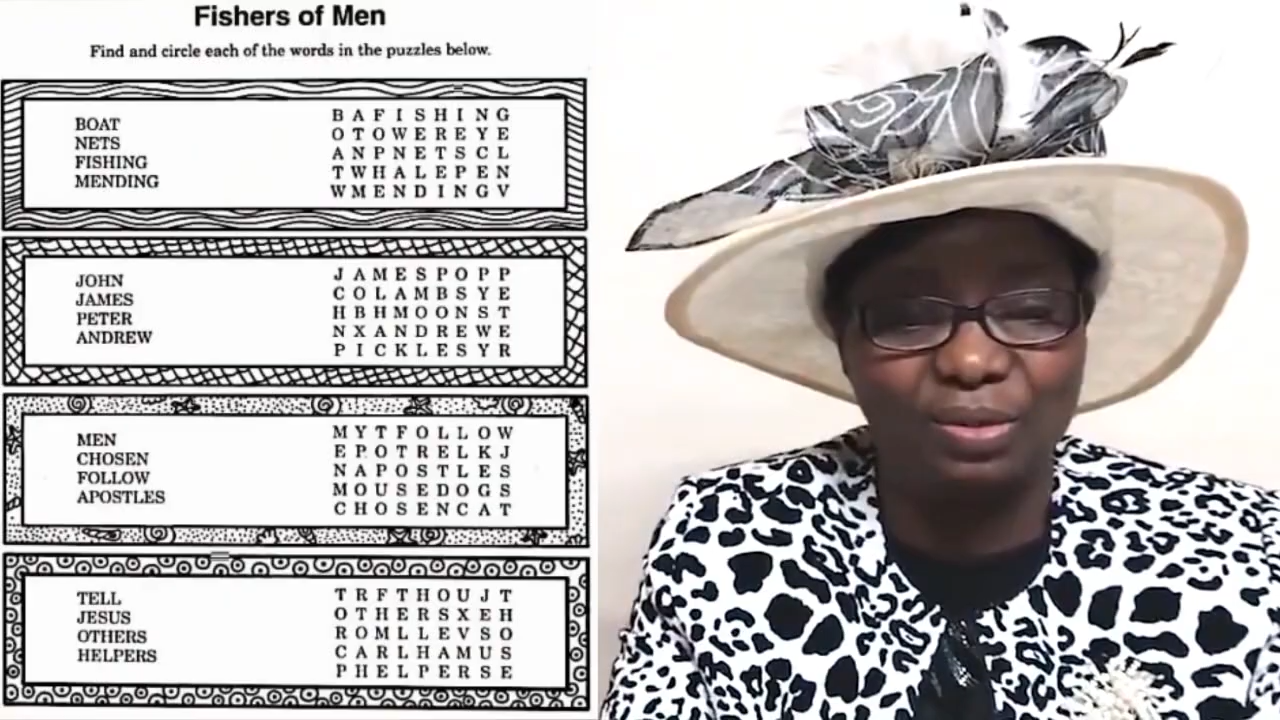 Fishers of Men
Find and circle each of the words in the puzzles below.
BOAT
NETS
FISHING
MENDING
B A F I S H I N G
O T O W E R E Y E
A N P N E T S C L
T W H A L E P E N
W M E N D I N G V
JOHN
JAMES
PETER
ANDREW
J A M E S P O P P
C O L A M B S Y E
H B H M O O N S T
N X A N D R E W E
P I C K L E S Y R
MEN
CHOSEN
FOLLOW
APOSTLES
M Y T F O L L O W
E P O T R E L K J
N A P O S T L E S
M O U S E D O G S
C H O S E N C A T
TELL
JESUS
OTHERS
HELPERS
T R F T H O U J T
O T H E R S X E H
R O M L L E V S O
C A R L H A M U S
P H E L P E R S E